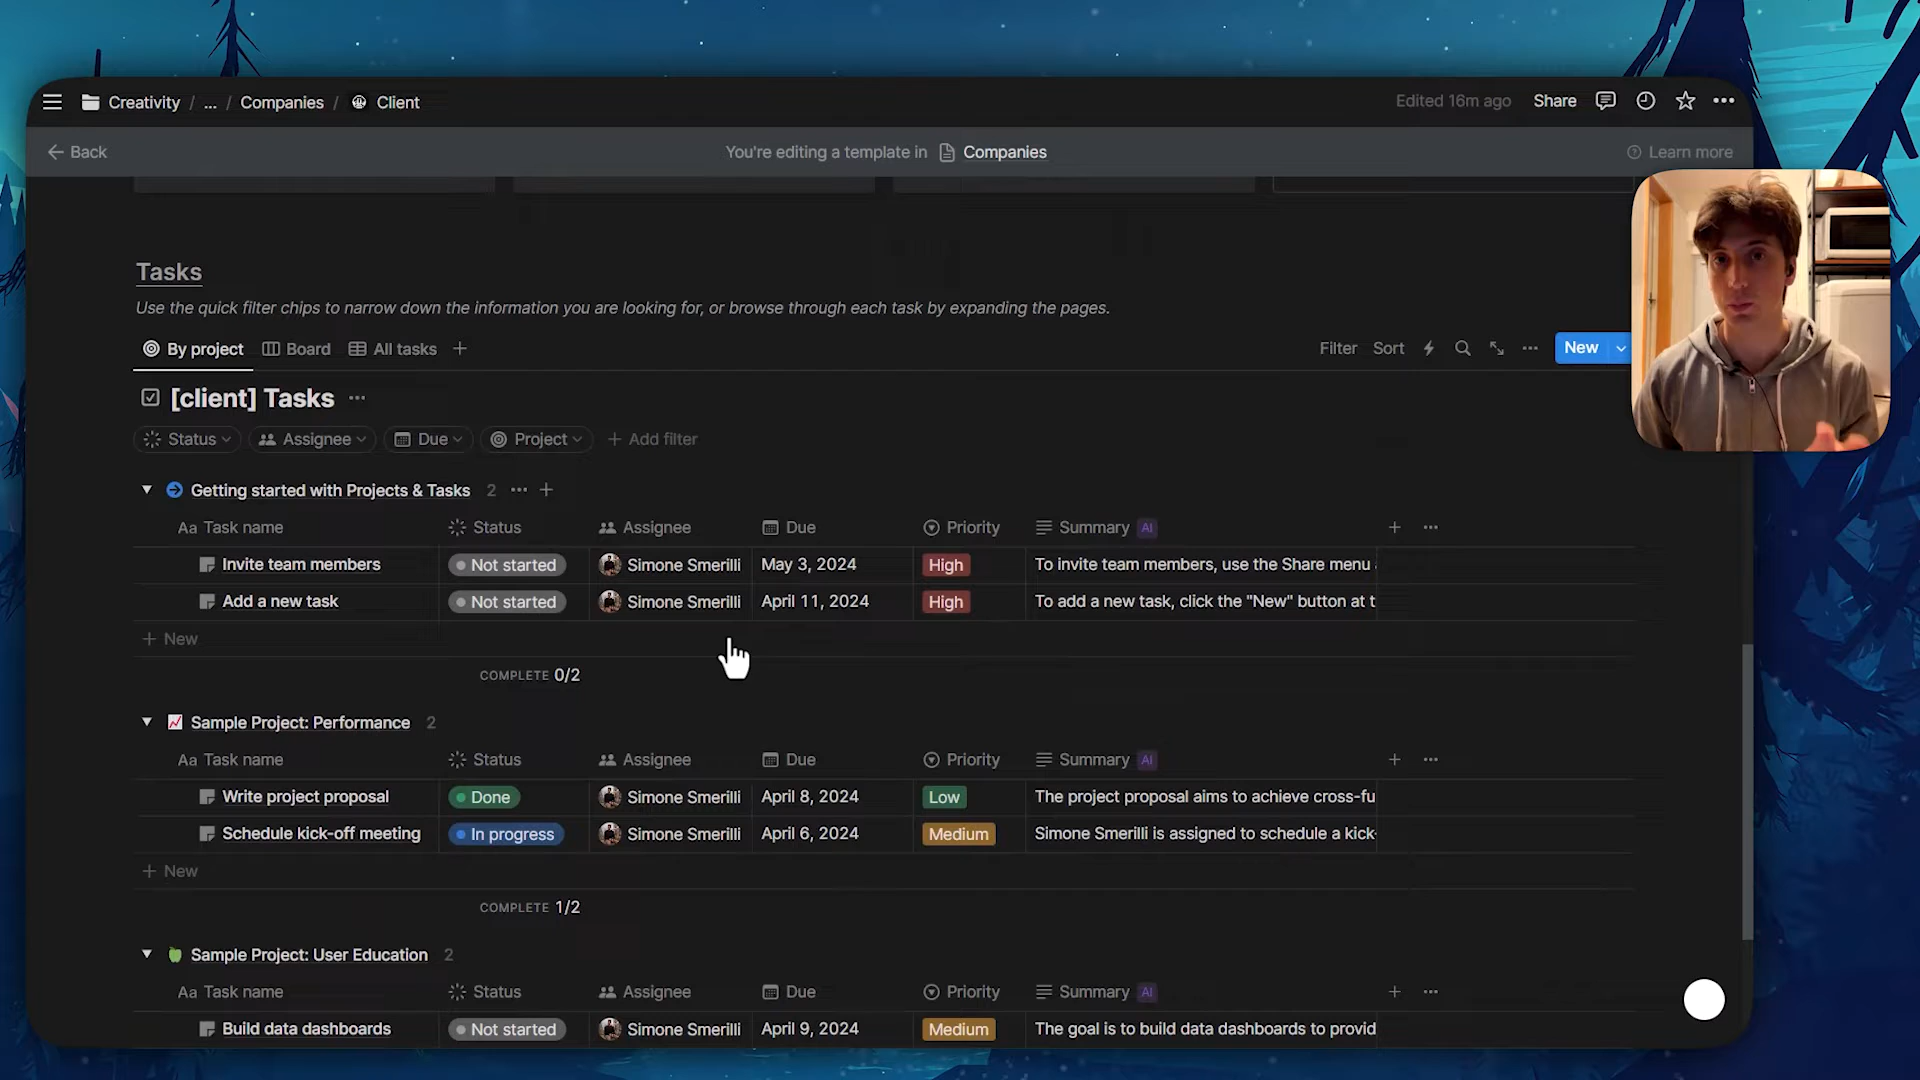 Creativity / ... / Companies / Client
Edited 16m ago Share
Back
You're editing a template in Companies
Learn more
Tasks
Use the quick filter chips to narrow down the information you are looking for, or browse through each task by expanding the pages.
By project Board All tasks
Filter Sort New
[client] Tasks
Status Assignee Due Project Add filter
Getting started with Projects & Tasks 2
Aa Task name Status Assignee Due Priority Summary AI
Invite team members Not started Simone Smerilli May 3, 2024 High To invite team members, use the Share menu
Add a new task Not started Simone Smerilli April 11, 2024 High To add a new task, click the "New" button at t
New
COMPLETE 0/2
Sample Project: Performance 2
Aa Task name Status Assignee Due Priority Summary AI
Write project proposal Done Simone Smerilli April 8, 2024 Low The project proposal aims to achieve cross-fu
Schedule kick-off meeting In progress Simone Smerilli April 6, 2024 Medium Simone Smerilli is assigned to schedule a kick-
New
COMPLETE 1/2
Sample Project: User Education 2
Aa Task name Status Assignee Due Priority Summary AI
Build data dashboards Not started Simone Smerilli April 9, 2024 Medium The goal is to build data dashboards to provid